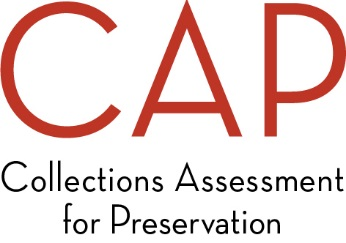 CAP
Collections Assessment
for Preservation